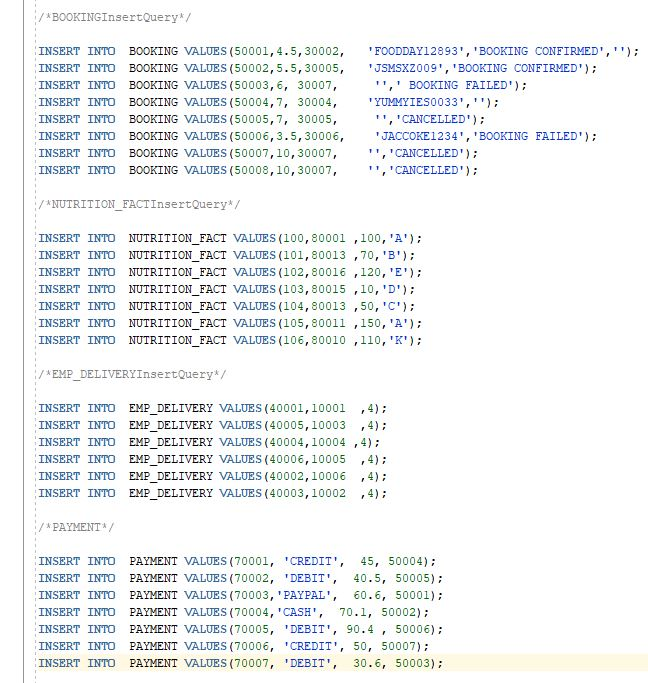 /*BOOKINGInsertQuery*/
INSERT INTO BOOKING VALUES(50001,4.5,30002, 'FOODDAY12893','BOOKING CONFIRMED','');
INSERT INTO BOOKING VALUES(50002,5.5,30005, 'JSMSXZ009','BOOKING CONFIRMED');
INSERT INTO BOOKING VALUES(50003,6, 30007, '',' BOOKING FAILED');
INSERT INTO BOOKING VALUES(50004,7, 30004, 'YUMMYIES0033','');
INSERT INTO BOOKING VALUES(50005,7, 30005, '','CANCELLED');
INSERT INTO BOOKING VALUES(50006,3.5,30006, 'JACCOKE1234','BOOKING FAILED');
INSERT INTO BOOKING VALUES(50007,10,30007, '','CANCELLED');
INSERT INTO BOOKING VALUES(50008,10,30007, '','CANCELLED');
/*NUTRITION_FACTInsertQuery*/
INSERT INTO NUTRITION_FACT VALUES(100,80001 ,100,'A');
INSERT INTO NUTRITION_FACT VALUES(101,80013 ,70,'B');
INSERT INTO NUTRITION_FACT VALUES(102,80016 ,120,'E');
INSERT INTO NUTRITION_FACT VALUES(103,80015 ,10,'D');
INSERT INTO NUTRITION_FACT VALUES(104,80013 ,50,'C');
INSERT INTO NUTRITION_FACT VALUES(105,80011 ,150,'A');
INSERT INTO NUTRITION_FACT VALUES(106,80010 ,110,'K');
/*EMP_DELIVERYInsertQuery*/
INSERT INTO EMP_DELIVERY VALUES(40001,10001 ,4);
INSERT INTO EMP_DELIVERY VALUES(40005,10003 ,4);
INSERT INTO EMP_DELIVERY VALUES(40004,10004 ,4);
INSERT INTO EMP_DELIVERY VALUES(40006,10005 ,4);
INSERT INTO EMP_DELIVERY VALUES(40002,10006 ,4);
INSERT INTO EMP_DELIVERY VALUES(40003,10002 ,4);
/*PAYMENT*/
INSERT INTO PAYMENT VALUES(70001, 'CREDIT', 45, 50004);
INSERT INTO PAYMENT VALUES(70002, 'DEBIT', 40.5, 50005);
INSERT INTO PAYMENT VALUES(70003,'PAYPAL', 60.6, 50001);
INSERT INTO PAYMENT VALUES(70004,'CASH', 70.1, 50002);
INSERT INTO PAYMENT VALUES(70005, 'DEBIT', 90.4 , 50006);
INSERT INTO PAYMENT VALUES(70006, 'CREDIT', 50, 50007);
INSERT INTO PAYMENT VALUES(70007, 'DEBIT', 30.6, 50003);